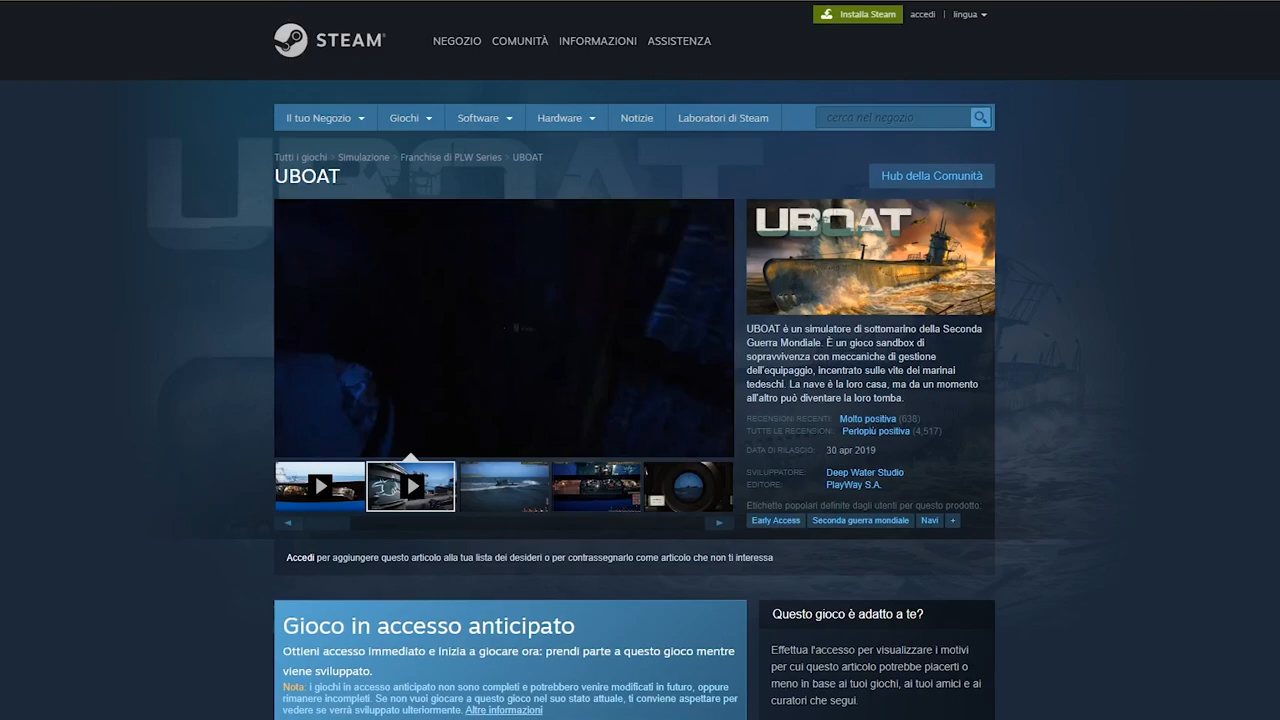 Installa Steam accedi | lingua
STEAM®
NEGOZIO COMUNITÀ INFORMAZIONI ASSISTENZA
Il tuo Negozio Giochi Software Hardware Notizie Laboratori di Steam cerca nel negozio
Tutti i giochi > Simulazione > Franchise di PLW Series > UBOAT
UBOAT
Hub della Comunità
UBOAT
UBOAT
UBOAT è un simulatore di sottomarino della Seconda
Guerra Mondiale. È un gioco sandbox di
sopravvivenza con meccaniche di gestione
dell'equipaggio, incentrato sulle vite dei marinai
tedeschi. La nave è la loro casa, ma da un momento
all'altro può diventare la loro tomba.
RECENSIONI RECENTI: Molto positiva (638)
TUTTE LE RECENSIONI: Perlopiù positiva (4,517)
DATA DI RILASCIO: 30 apr 2019
SVILUPPATORE: Deep Water Studio
EDITORE: PlayWay S.A.
Etichette popolari definite dagli utenti per questo prodotto:
Early Access Seconda guerra mondiale Navi +
Accedi per aggiungere questo articolo alla tua lista dei desideri o per contrassegnarlo come articolo che non ti interessa
Gioco in accesso anticipato
Ottieni accesso immediato e inizia a giocare ora: prendi parte a questo gioco mentre
viene sviluppato.
Nota: i giochi in accesso anticipato non sono completi e potrebbero venire modificati in futuro, oppure
rimanere incompleti. Se non vuoi giocare a questo gioco nel suo stato attuale, ti conviene aspettare per
vedere se verrà sviluppato ulteriormente. Altre informazioni
Questo gioco è adatto a te?
Effettua l'accesso per visualizzare i motivi
per cui questo articolo potrebbe piacerti o
meno in base ai tuoi giochi, ai tuoi amici e ai
curatori che segui.